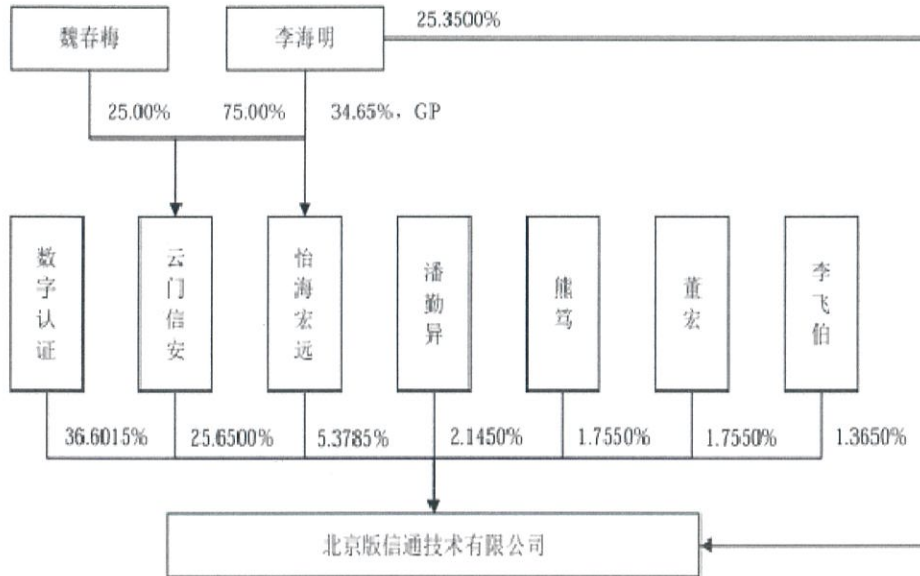 魏春梅
李海明
25.3500%
25.00%
75.00%
34.65%，GP
数字认证
云门信安
怡海宏远
潘勤异
熊笃
董宏
李飞伯
36.6015%
25.6500%
5.3785%
2.1450%
1.7550%
1.7550%
1.3650%
北京版信通技术有限公司